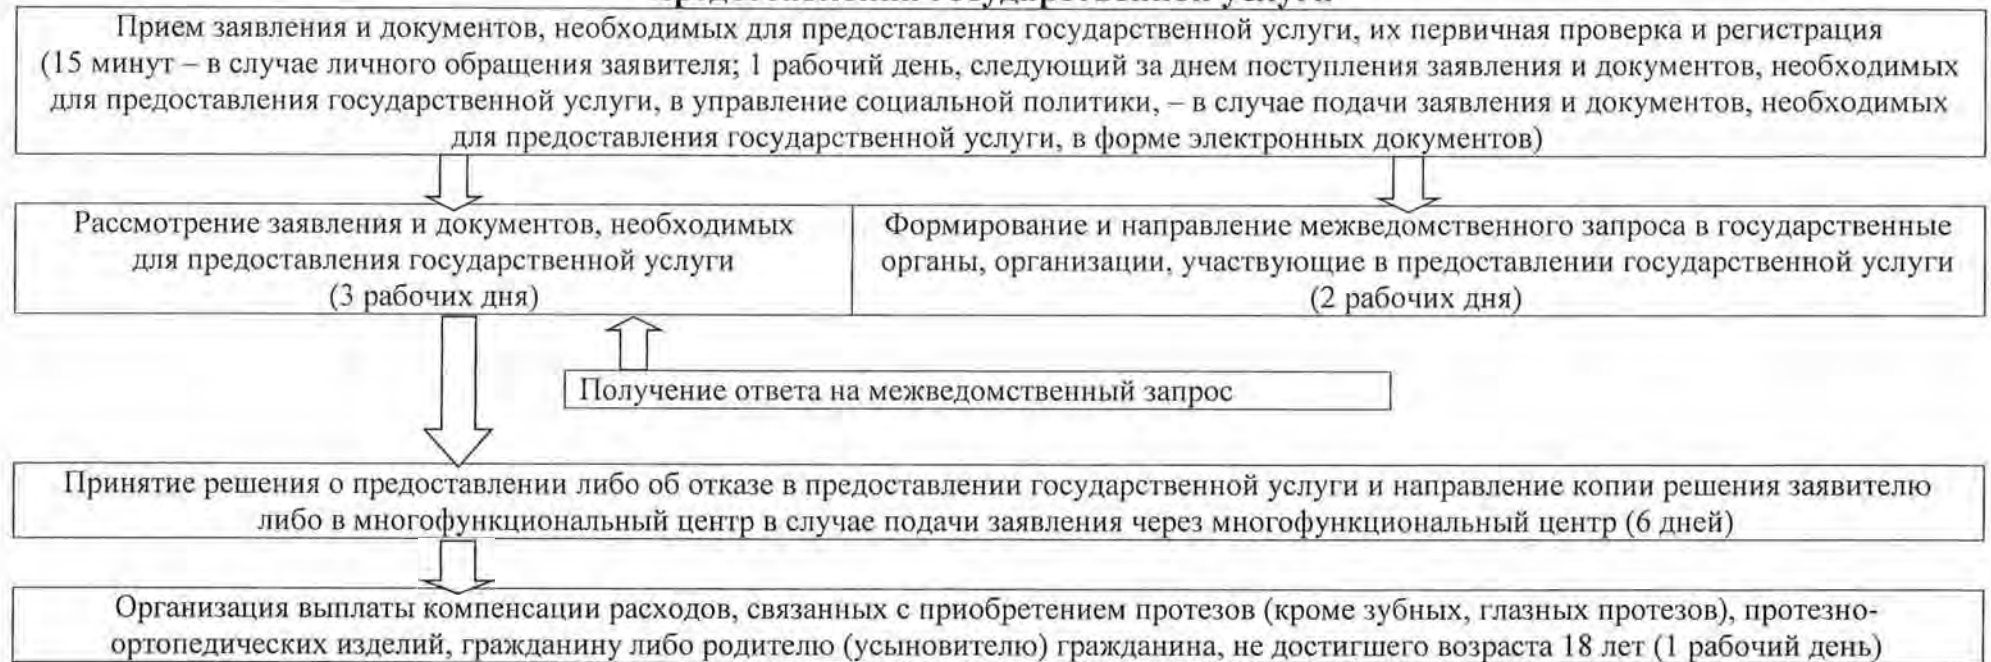 предоставлении государственной услуги
Прием заявления и документов, необходимых для предоставления государственной услуги, их первичная проверка и регистрация
(15 минут – в случае личного обращения заявителя; 1 рабочий день, следующий за днем поступления заявления и документов, необходимых
для предоставления государственной услуги, в управление социальной политики, – в случае подачи заявления и документов, необходимых
для предоставления государственной услуги, в форме электронных документов)
Рассмотрение заявления и документов, необходимых
для предоставления государственной услуги
(3 рабочих дня)
Формирование и направление межведомственного запроса в государственные
органы, организации, участвующие в предоставлении государственной услуги
(2 рабочих дня)
Получение ответа на межведомственный запрос
Принятие решения о предоставлении либо об отказе в предоставлении государственной услуги и направление копии решения заявителю
либо в многофункциональный центр в случае подачи заявления через многофункциональный центр (6 дней)
Организация выплаты компенсации расходов, связанных с приобретением протезов (кроме зубных, глазных протезов), протезно-
ортопедических изделий, гражданину либо родителю (усыновителю) гражданина, не достигшего возраста 18 лет (1 рабочий день)